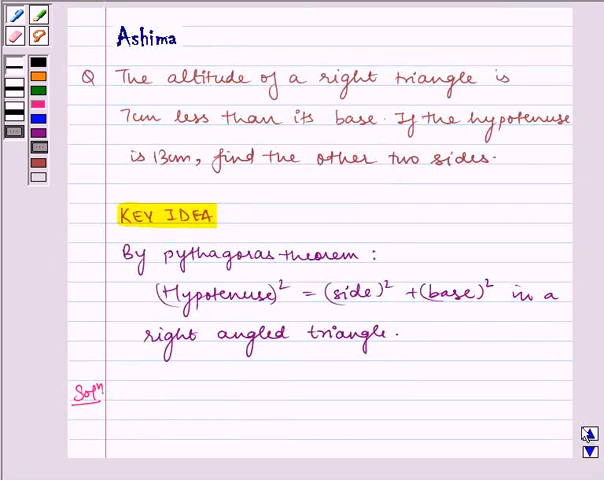 Ashima
Q The altitude of a right triangle is
7cm less than its base. If the hypotenuse
is 13cm, find the other two sides.
KEY IDEA
By pythagoras theorem :
(Hypotenuse)² = (side)² + (base)² in a
right angled triangle.
Solⁿ